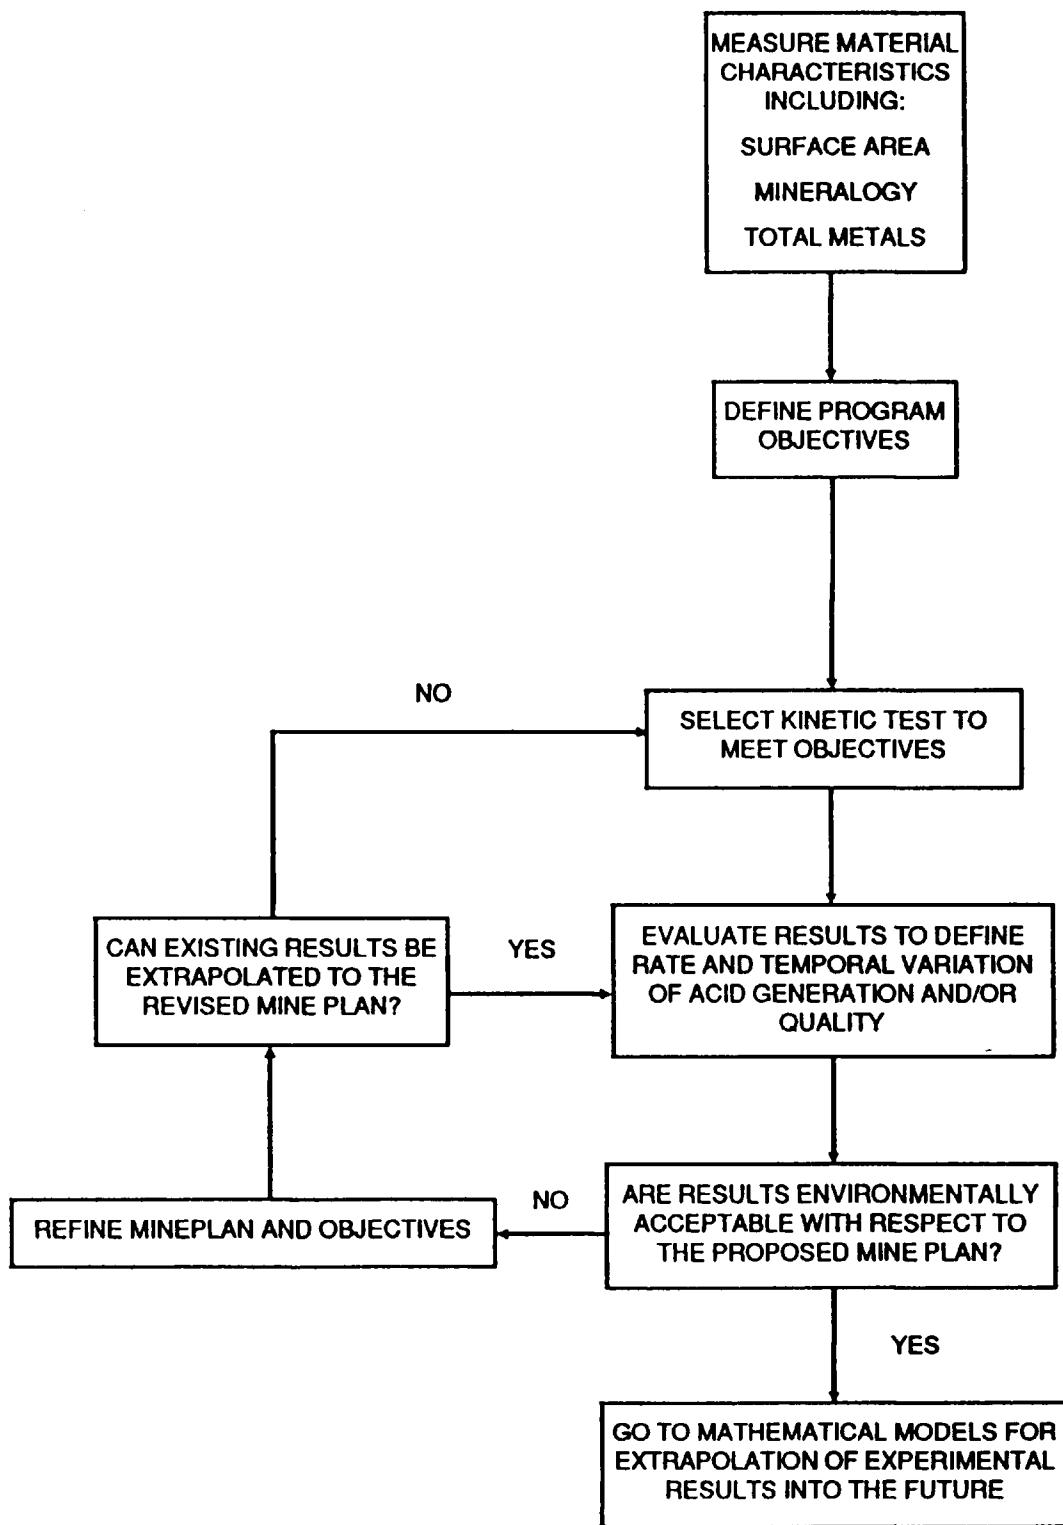 MEASURE MATERIAL
CHARACTERISTICS
INCLUDING:
SURFACE AREA
MINERALOGY
TOTAL METALS
DEFINE PROGRAM
OBJECTIVES
NO
SELECT KINETIC TEST TO
MEET OBJECTIVES
CAN EXISTING RESULTS BE
EXTRAPOLATED TO THE
REVISED MINE PLAN?
YES
EVALUATE RESULTS TO DEFINE
RATE AND TEMPORAL VARIATION
OF ACID GENERATION AND/OR
QUALITY
REFINE MINEPLAN AND OBJECTIVES
NO
ARE RESULTS ENVIRONMENTALLY
ACCEPTABLE WITH RESPECT TO
THE PROPOSED MINE PLAN?
YES
GO TO MATHEMATICAL MODELS FOR
EXTRAPOLATION OF EXPERIMENTAL
RESULTS INTO THE FUTURE